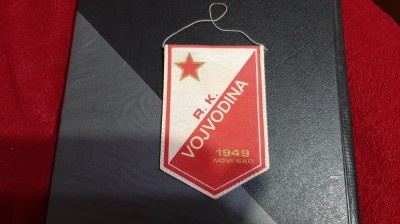 R. K.
VOJVODINA
1949
NOVI SAD